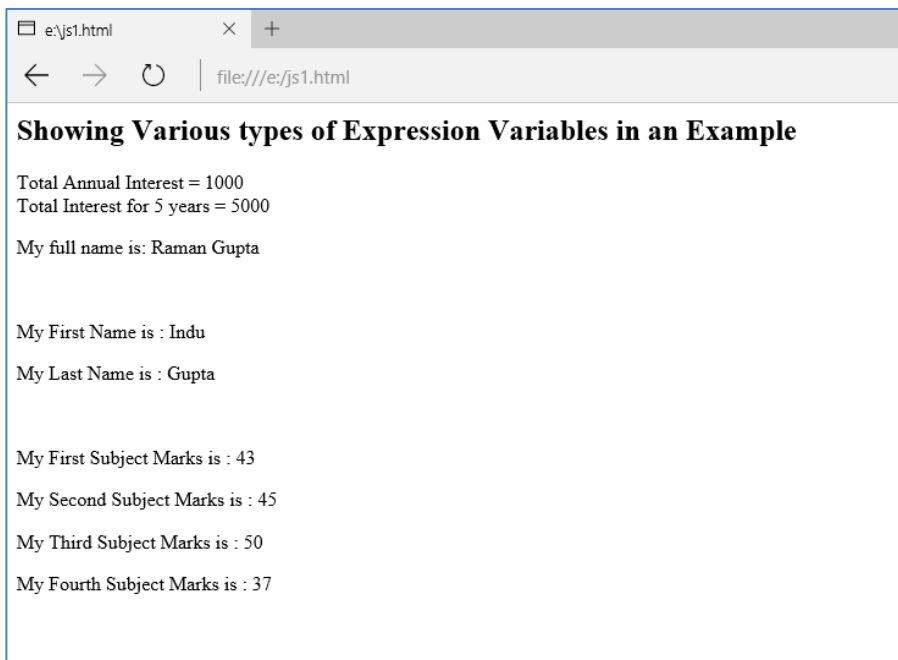 e:\js1.html
file:///e:/js1.html
Showing Various types of Expression Variables in an Example
Total Annual Interest = 1000
Total Interest for 5 years = 5000
My full name is: Raman Gupta
My First Name is : Indu
My Last Name is : Gupta
My First Subject Marks is : 43
My Second Subject Marks is : 45
My Third Subject Marks is : 50
My Fourth Subject Marks is : 37